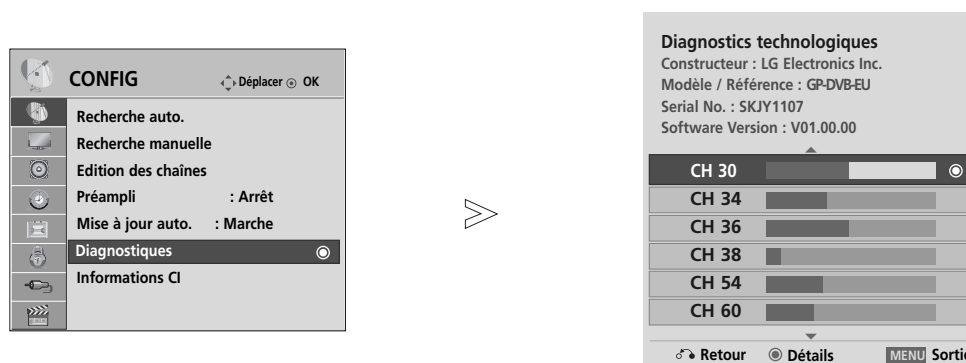 CONFIG Déplacer OK
Recherche auto.
Recherche manuelle
Edition des chaînes
Préampli : Arrêt
Mise à jour auto. : Marche
Diagnostiques
Informations CI
Diagnostics technologiques
Constructeur : LG Electronics Inc.
Modèle / Référence : GP-DVB-EU
Serial No. : SKJY1107
Software Version : V01.00.00
CH 30
CH 34
CH 36
CH 38
CH 54
CH 60
Retour Détails MENU Sortie